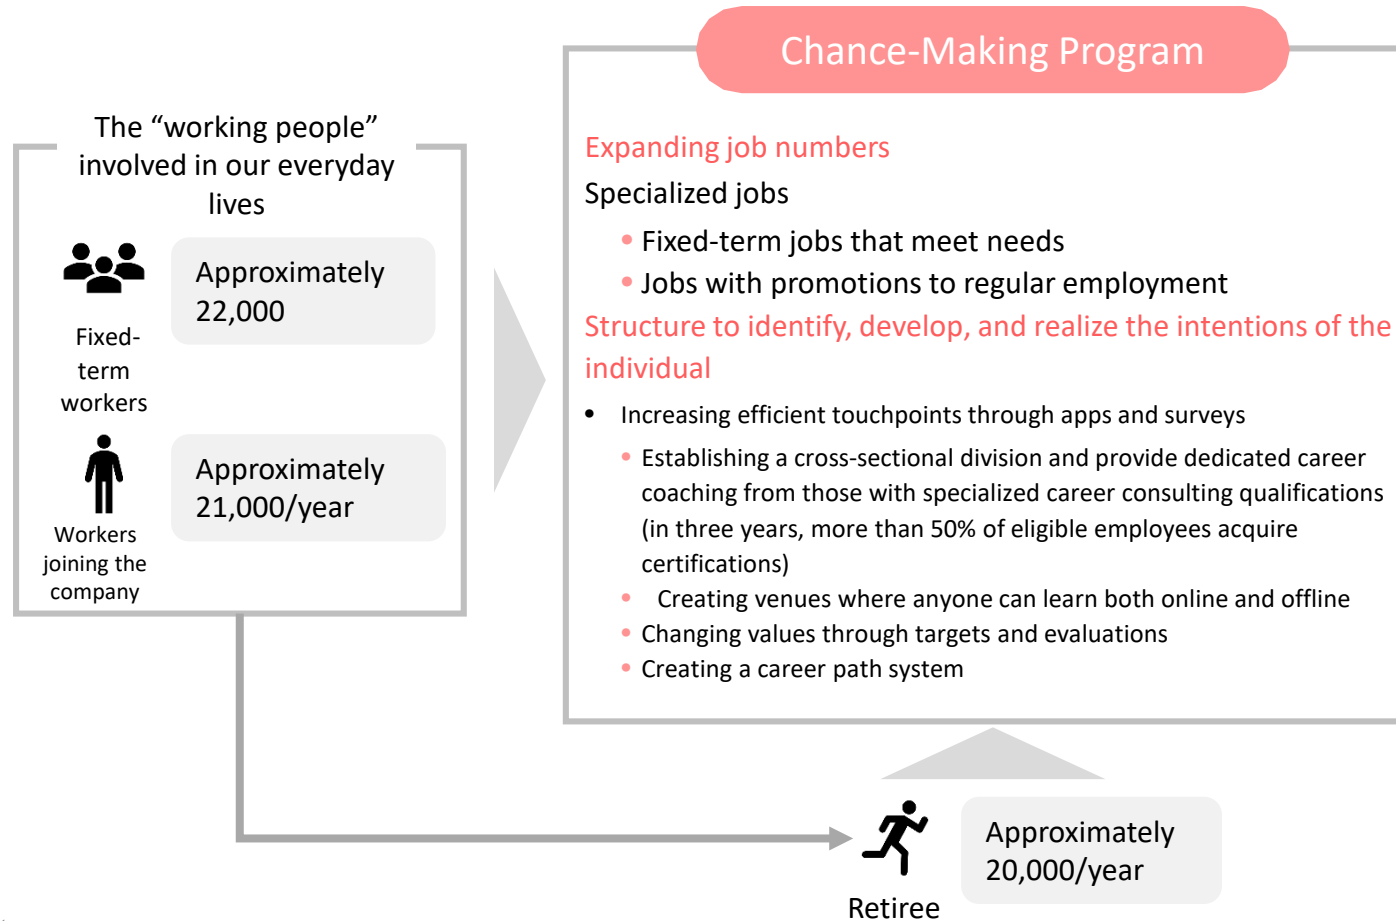 Chance-Making Program
The “working people”
involved in our everyday
lives
Approximately
22,000
Fixed-
term
workers
Approximately
21,000/year
Workers
joining the
company
Expanding job numbers
Specialized jobs
• Fixed-term jobs that meet needs
• Jobs with promotions to regular employment
Structure to identify, develop, and realize the intentions of the
individual
• Increasing efficient touchpoints through apps and surveys
• Establishing a cross-sectional division and provide dedicated career
coaching from those with specialized career consulting qualifications
(in three years, more than 50% of eligible employees acquire
certifications)
• Creating venues where anyone can learn both online and offline
• Changing values through targets and evaluations
• Creating a career path system
Approximately
20,000/year
Retiree